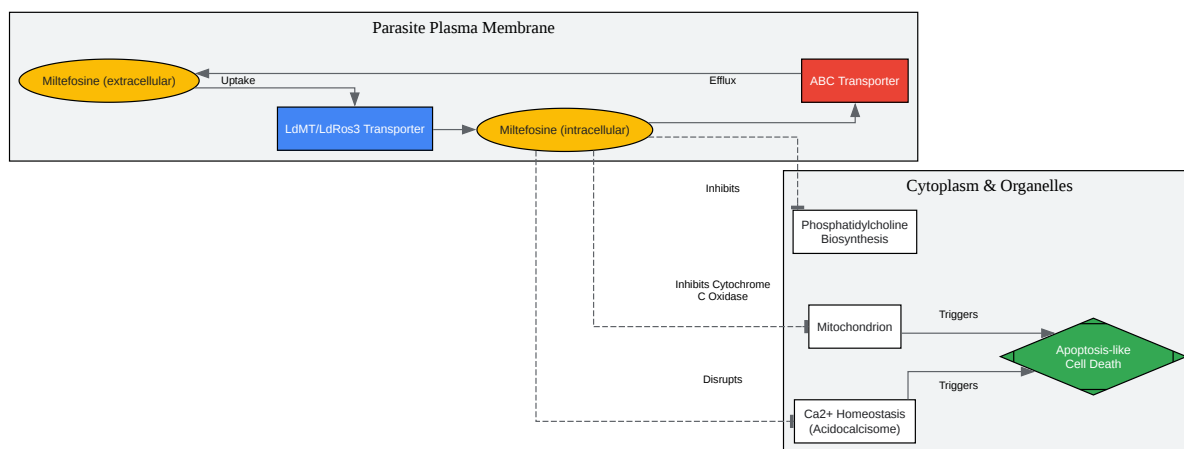 Parasite Plasma Membrane
Miltefosine (extracellular)
Uptake
Efflux
ABC Transporter
LdMT/LdRos3 Transporter
Miltefosine (intracellular)
Inhibits
Cytoplasm & Organelles
Phosphatidylcholine
Biosynthesis
Inhibits Cytochrome
C Oxidase
Mitochondrion
Triggers
Apoptosis-like
Cell Death
Disrupts
Triggers
Ca2+ Homeostasis
(Acidocalcisome)